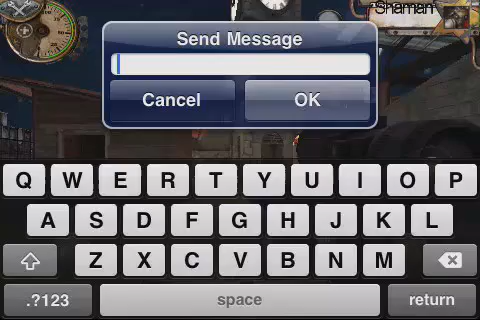 Shaman
Send Message
Cancel OK
Q W E R T Y U I O P
A S D F G H J K L
Z X C V B N M
.?123 space return